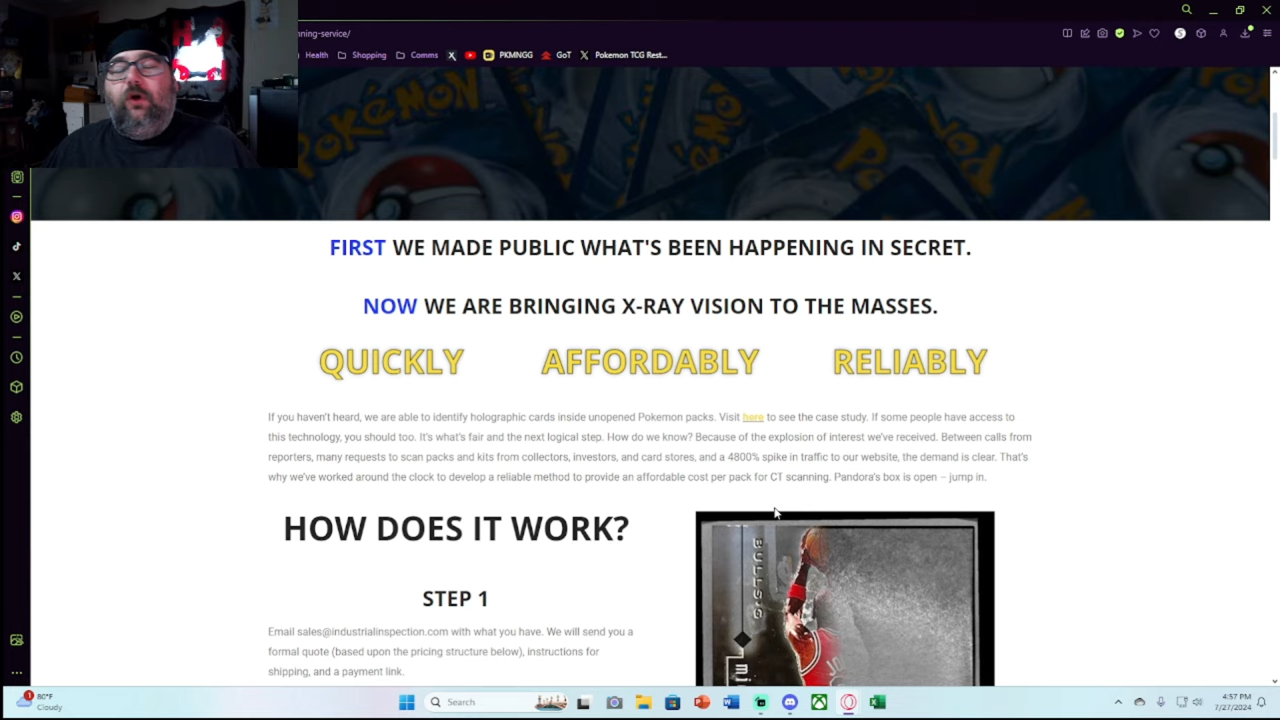 nning-service/
Health Shopping Comms X PKMNGG GoT X Pokemon TCG Rest...
FIRST WE MADE PUBLIC WHAT'S BEEN HAPPENING IN SECRET.
NOW WE ARE BRINGING X-RAY VISION TO THE MASSES.
QUICKLY AFFORDABLY RELIABLY
If you haven't heard, we are able to identify holographic cards inside unopened Pokemon packs. Visit here to see the case study. If some people have access to
this technology, you should too. It's what's fair and the next logical step. How do we know? Because of the explosion of interest we've received. Between calls from
reporters, many requests to scan packs and kits from collectors, investors, and card stores, and a 4800% spike in traffic to our website, the demand is clear. That's
why we've worked around the clock to develop a reliable method to provide an affordable cost per pack for CT scanning. Pandora's box is open – jump in.
HOW DOES IT WORK?
STEP 1
Email sales@industrialinspection.com with what you have. We will send you a
formal quote (based upon the pricing structure below), instructions for
shipping, and a payment link.
BULLS
1
80°F
Cloudy
Search
4:57 PM
7/27/2024